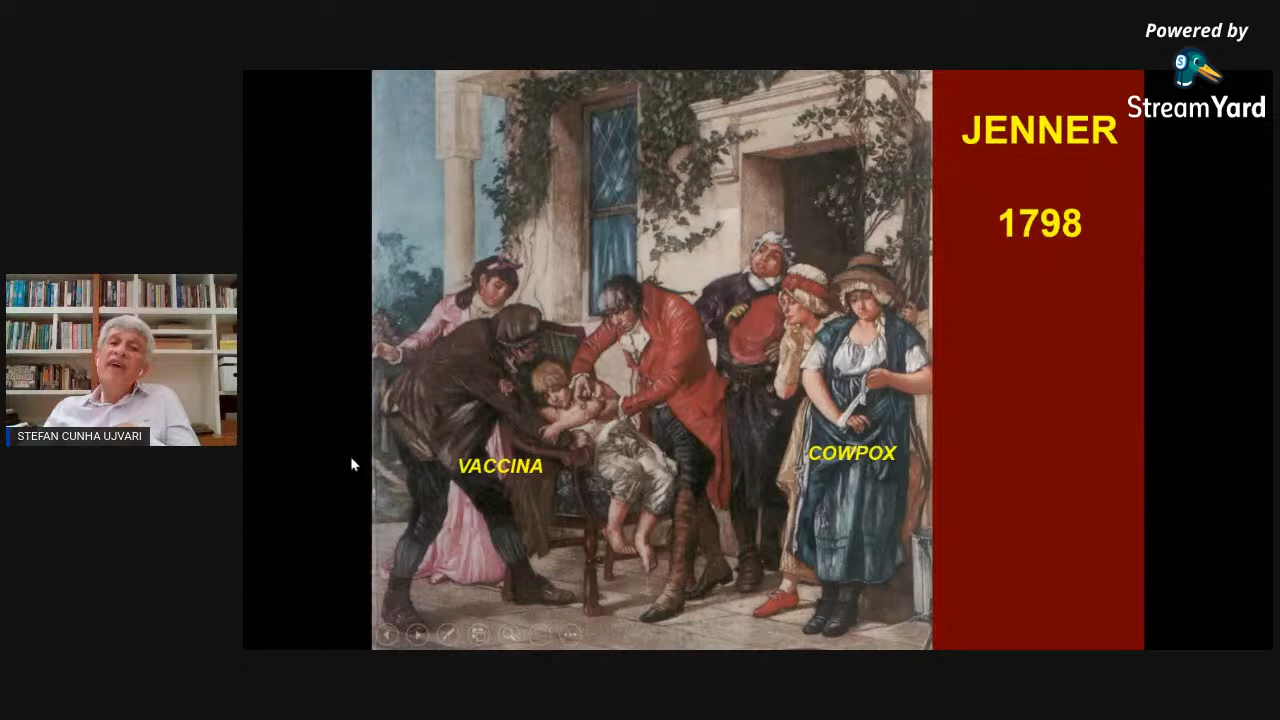 Powered by
StreamYard
JENNER
1798
STEFAN CUNHA UJVARI
VACCINA
COWPOX